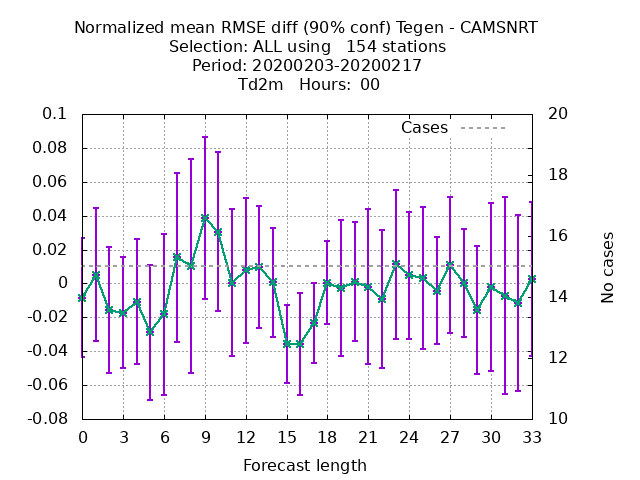 Normalized mean RMSE diff (90% conf) Tegen - CAMSNRT
Selection: ALL using   154 stations
Period: 20200203-20200217
Td2m   Hours:  00
Cases
0.1
0.08
0.06
0.04
0.02
0
-0.02
-0.04
-0.06
-0.08
20
18
16
15
14
12
10
No cases
0 3 6 9 12 15 18 21 24 27 30 33
Forecast length